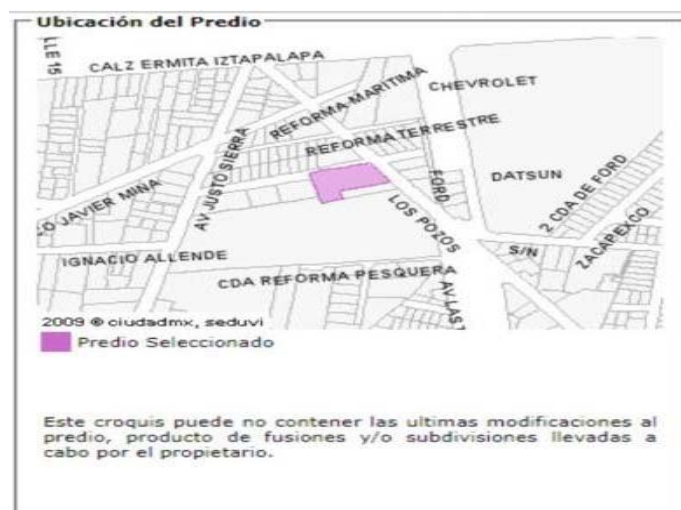 Ubicación del Predio
LLE 15
CALZ ERMITA IZTAPALAPA
REFORMA MARITIMA
CHEVROLET
REFORMA TERRESTRE
AV JUSTO SIERRA
FORD
DATSUN
2 CDA DE FORD
O JAVIER MINA
LOS POZOS
S/N
ZACAPEXCO
IGNACIO ALLENDE
CDA REFORMA PESQUERA
AV LAS T
2009 © ciudadmx, seduvi
Predio Seleccionado
Este croquis puede no contener las ultimas modificaciones al
predio, producto de fusiones y/o subdivisiones llevadas a
cabo por el propietario.